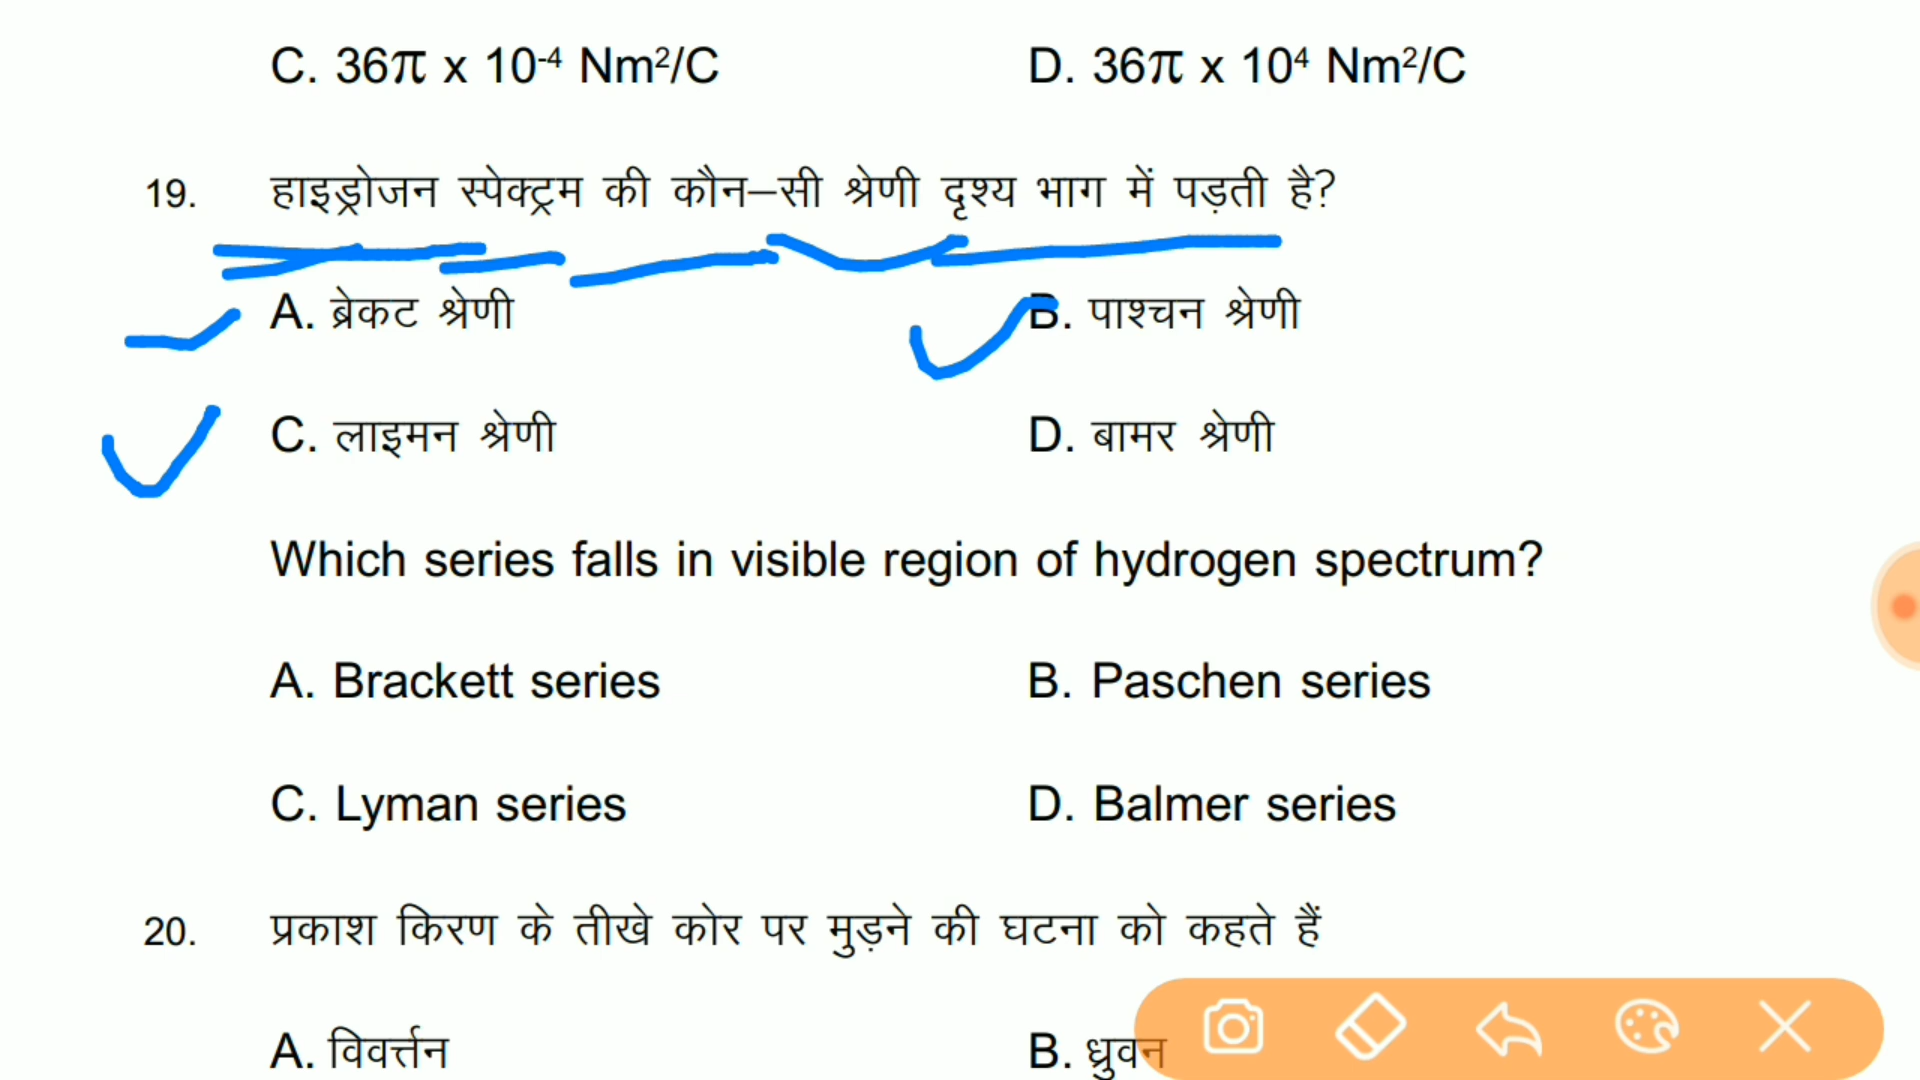 C. 36π x 10⁻⁴ Nm²/C D. 36π x 10⁴ Nm²/C
19. हाइड्रोजन स्पेक्ट्रम की कौन–सी श्रेणी दृश्य भाग में पड़ती है?
A. ब्रेकट श्रेणी B. पाश्चन श्रेणी
C. लाइमन श्रेणी D. बामर श्रेणी
Which series falls in visible region of hydrogen spectrum?
A. Brackett series B. Paschen series
C. Lyman series D. Balmer series
20. प्रकाश किरण के तीखे कोर पर मुड़ने की घटना को कहते हैं
A. विवर्त्तन B. ध्रुवन